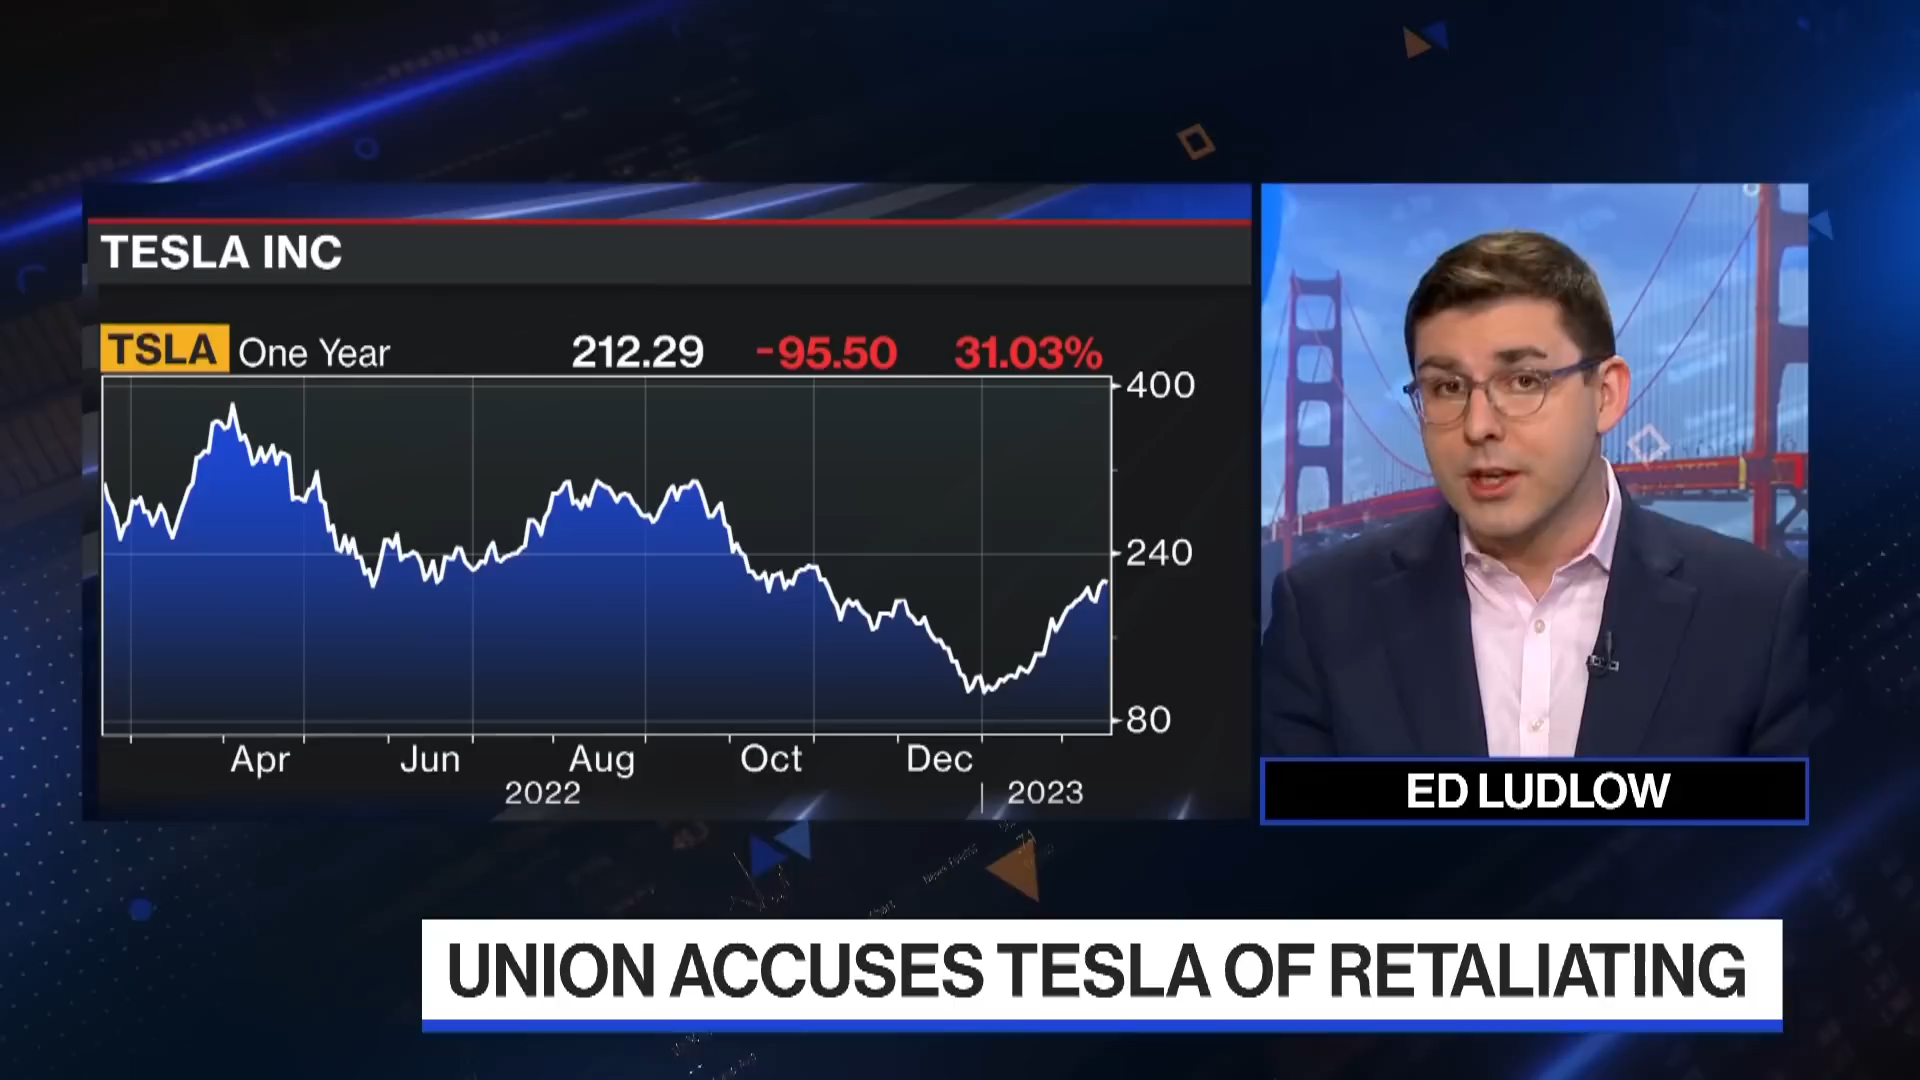 TESLA INC
TSLA One Year 212.29 -95.50 31.03%
400
240
80
Apr Jun Aug Oct Dec
2022 2023
ED LUDLOW
UNION ACCUSES TESLA OF RETALIATING